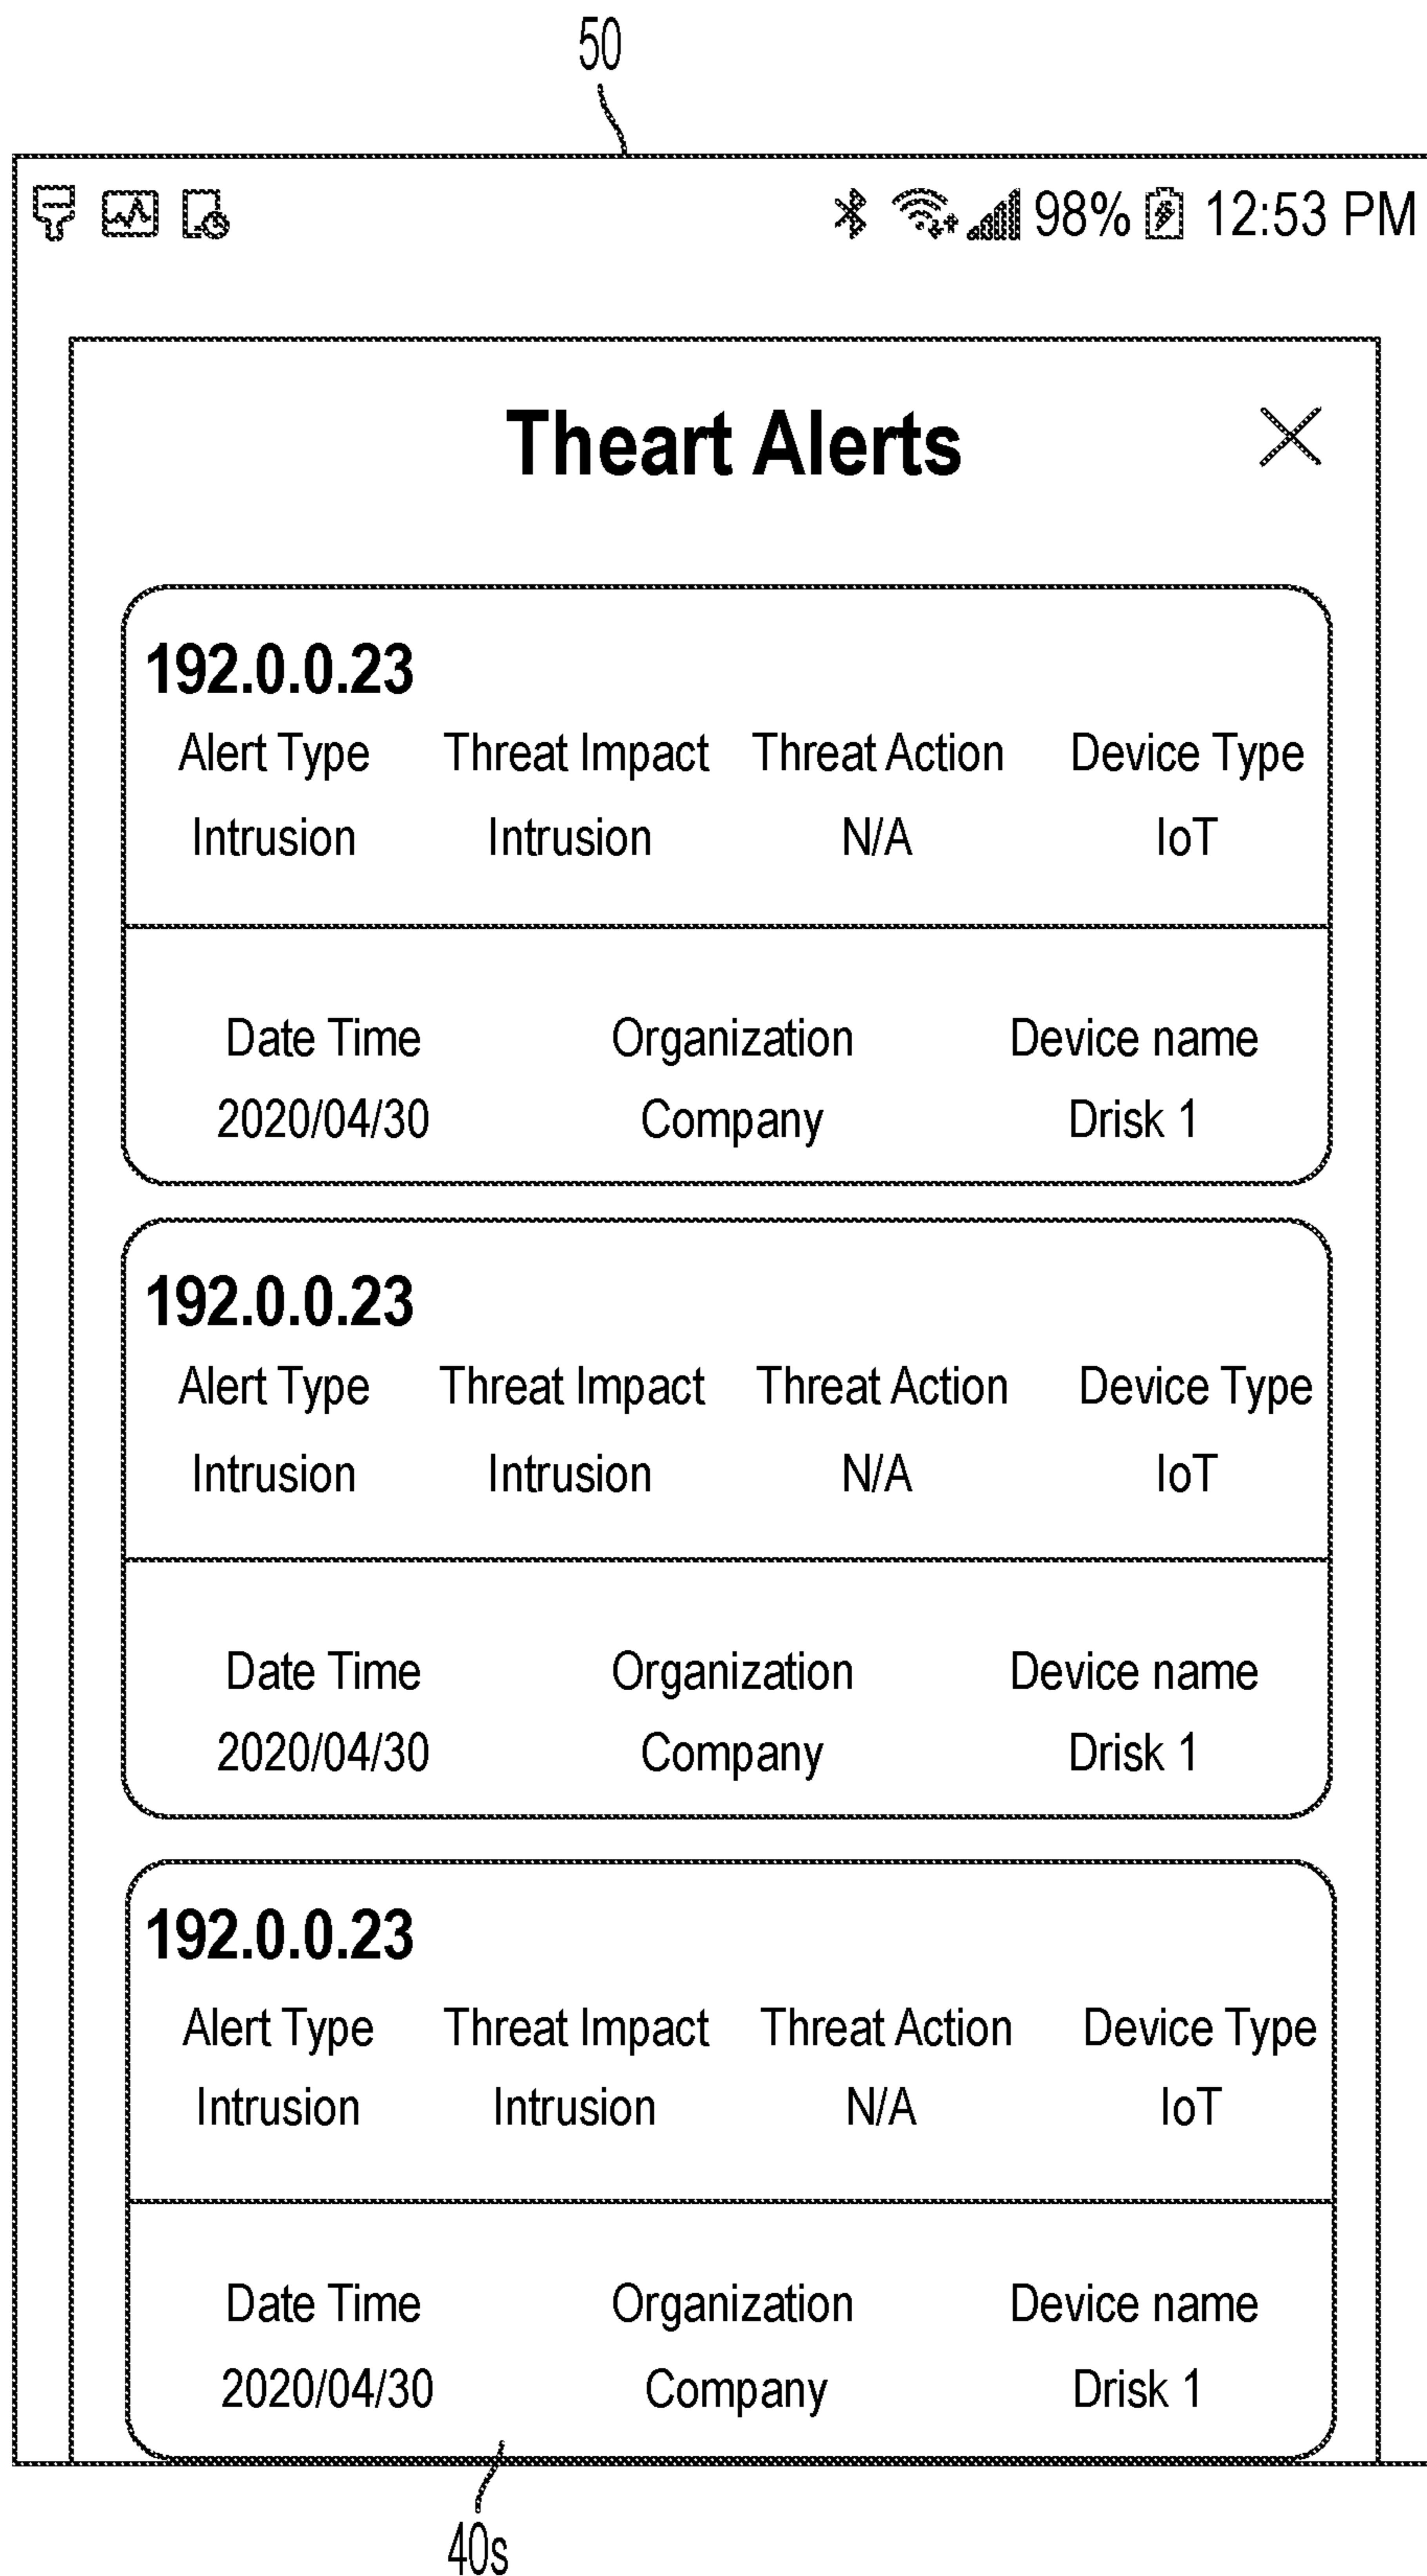 50
98% 12:53 PM
Theart Alerts
192.0.0.23
Alert Type Threat Impact Threat Action Device Type
Intrusion Intrusion N/A IoT
Date Time Organization Device name
2020/04/30 Company Drisk 1
192.0.0.23
Alert Type Threat Impact Threat Action Device Type
Intrusion Intrusion N/A IoT
Date Time Organization Device name
2020/04/30 Company Drisk 1
192.0.0.23
Alert Type Threat Impact Threat Action Device Type
Intrusion Intrusion N/A IoT
Date Time Organization Device name
2020/04/30 Company Drisk 1
40s